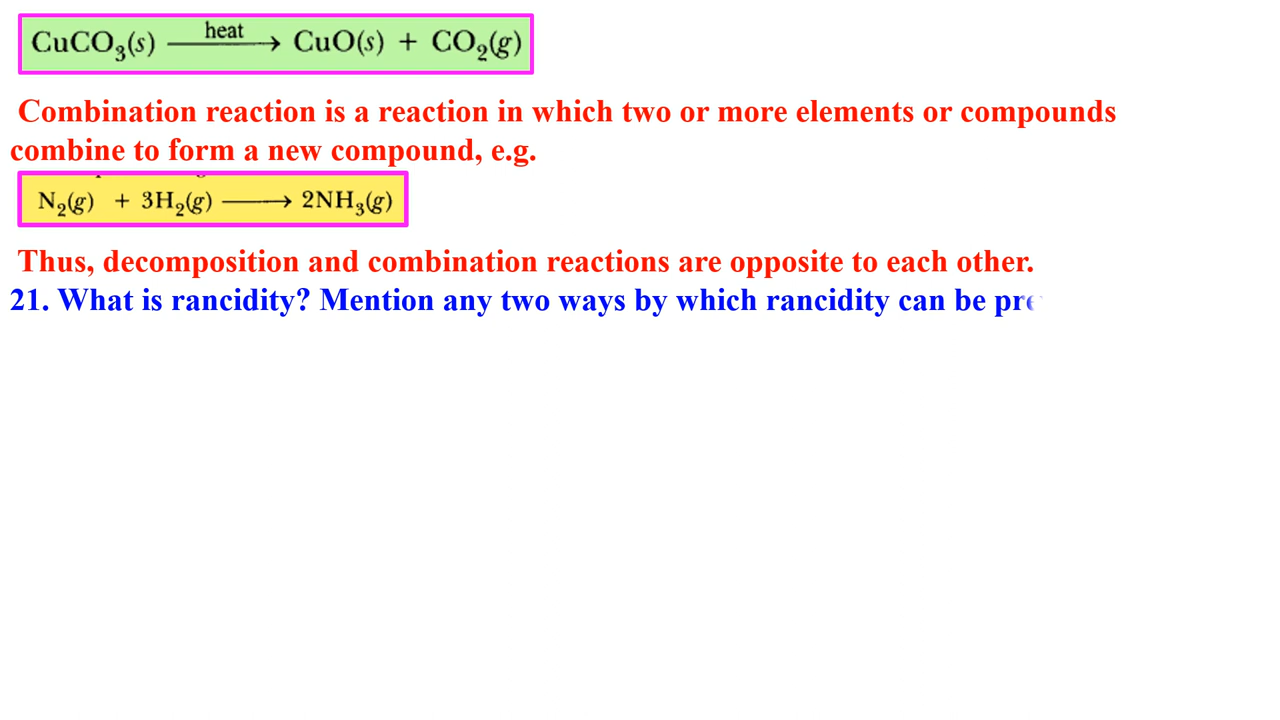 CuCO₃(s) heat⟶ CuO(s) + CO₂(g)
Combination reaction is a reaction in which two or more elements or compounds
combine to form a new compound, e.g.
N₂(g) + 3H₂(g) ⟶ 2NH₃(g)
Thus, decomposition and combination reactions are opposite to each other.
21. What is rancidity? Mention any two ways by which rancidity can be